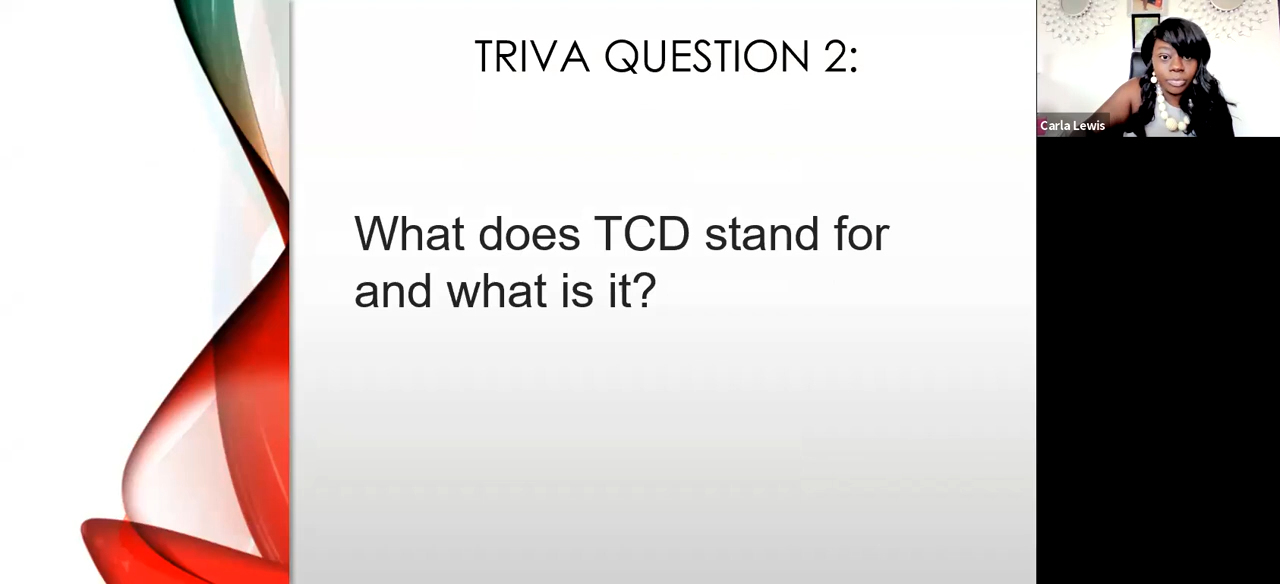 TRIVA QUESTION 2:
What does TCD stand for
and what is it?
Carla Lewis